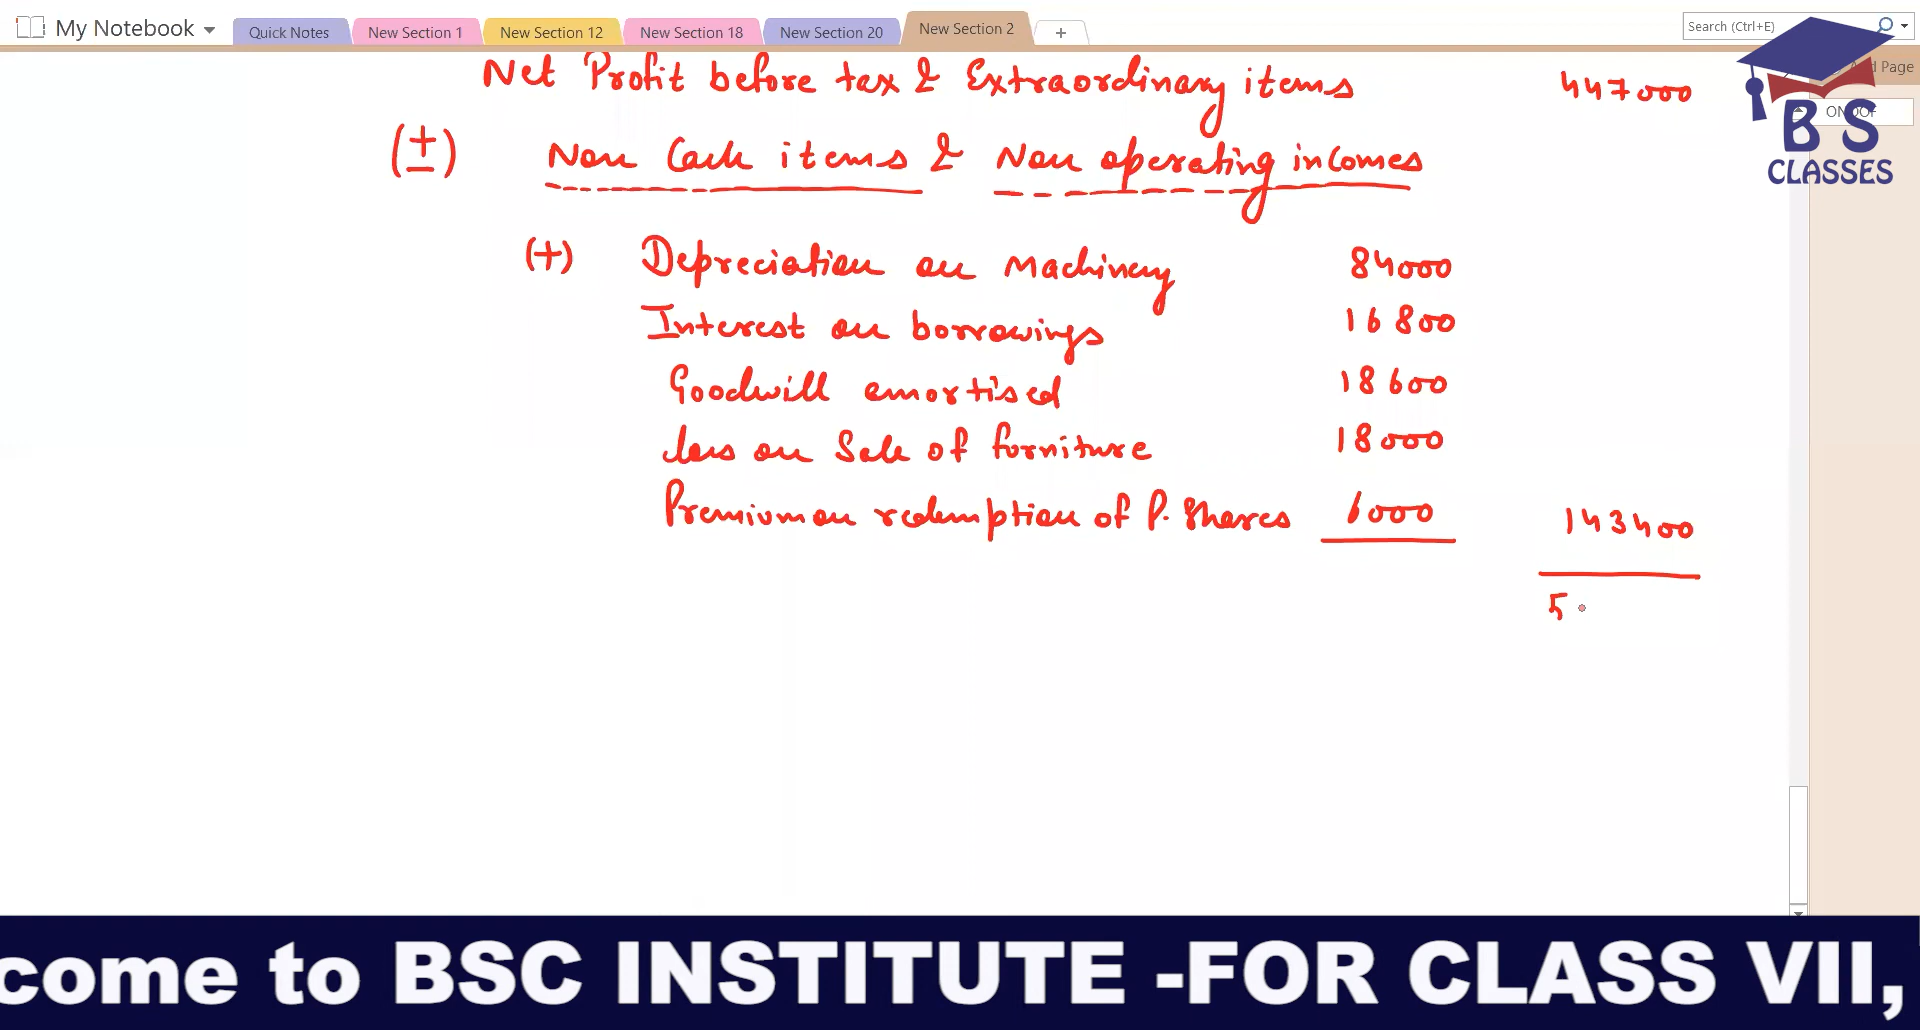 My Notebook Quick Notes New Section 1 New Section 12 New Section 18 New Section 20 New Section 2 + Search (Ctrl+E)
Net Profit before tax & Extraordinary items 447000
d Page
(±) Non Cash items & Non operating incomes
B S
CLASSES
(+) Depreciation on Machinery 84000
Interest on borrowings 16800
Goodwill amortised 18600
loss on Sale of furniture 18000
Premium on redemption of P. Shares 6000 143400
5
come to BSC INSTITUTE -FOR CLASS VII,